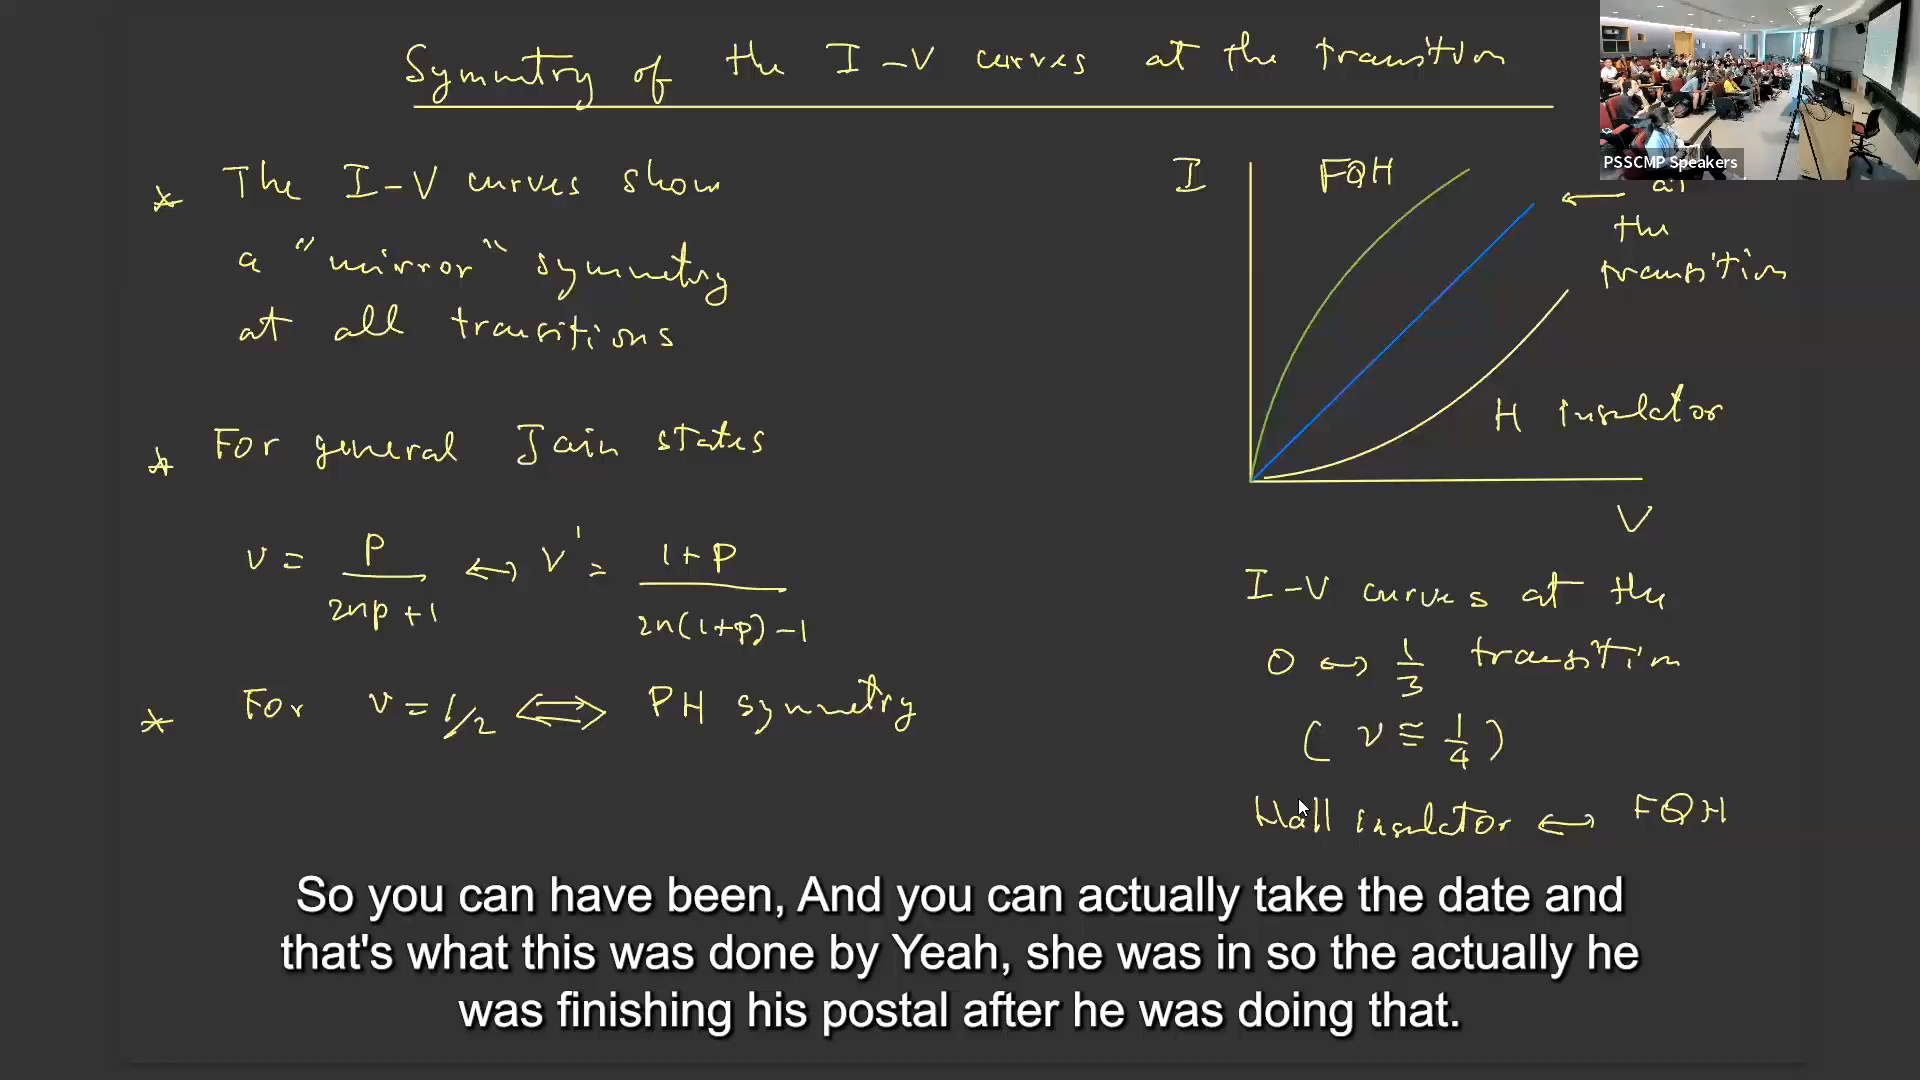 Symmetry of the I-V curves at the transition
* The I-V curves show
a "mirror" symmetry
at all transitions
* For general Jain states
ν = p / 2np+1 ↔ ν' = 1+p / 2n(1+p)-1
* For ν = 1/2 ⟺ PH symmetry
I
FQH
← at
the
transition
H insulator
V
I-V curves at the
0 ↔ 1/3 transition
( ν ≅ 1/4 )
Hall insulator ↔ FQH
PSSCMP Speakers
So you can have been, And you can actually take the date and
that's what this was done by Yeah, she was in so the actually he
was finishing his postal after he was doing that.